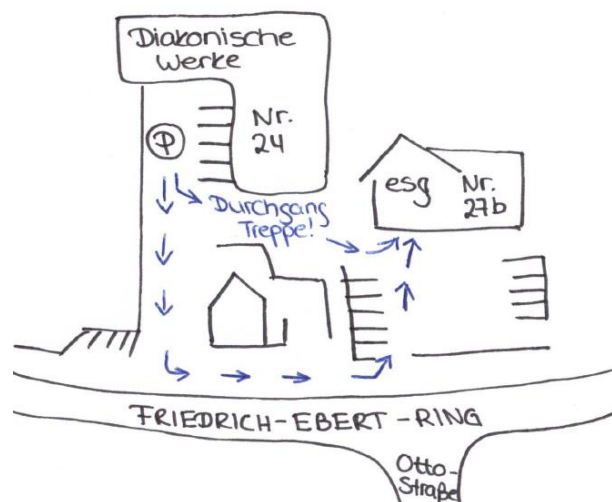 Diakonische
Werke
Nr.
24
P
esg Nr.
27b
Durchgang
Treppe!
FRIEDRICH-EBERT-RING
Otto-
Straße